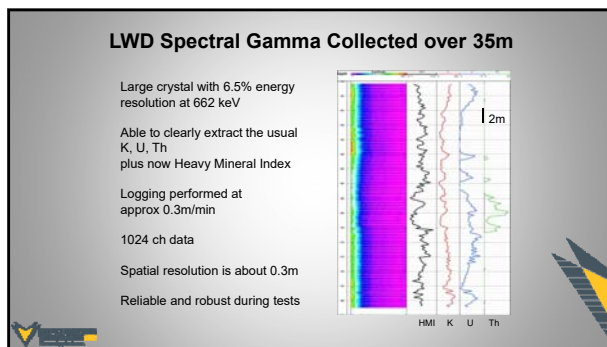 LWD Spectral Gamma Collected over 35m
Large crystal with 6.5% energy
resolution at 662 keV
Able to clearly extract the usual
K, U, Th
plus now Heavy Mineral Index
Logging performed at
approx 0.3m/min
1024 ch data
Spatial resolution is about 0.3m
Reliable and robust during tests
2m
HMI K U Th